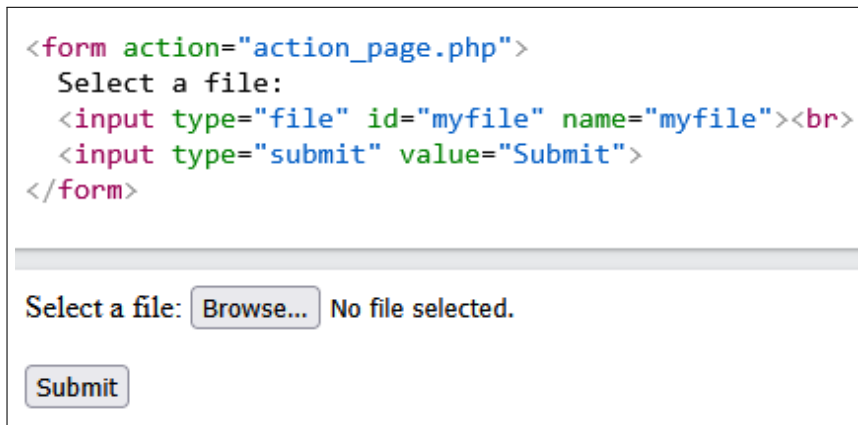 <form action="action_page.php">
  Select a file:
  <input type="file" id="myfile" name="myfile"><br>
  <input type="submit" value="Submit">
</form>
Select a file: Browse... No file selected.
Submit